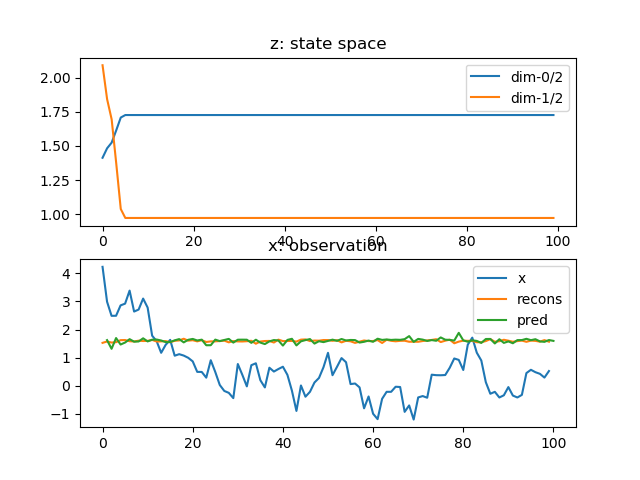 z: state space
2.00
1.75
1.50
1.25
1.00
dim-0/2
dim-1/2
0 20 40 60 80 100
x: observation
4
3
2
1
0
−1
x
recons
pred
0 20 40 60 80 100